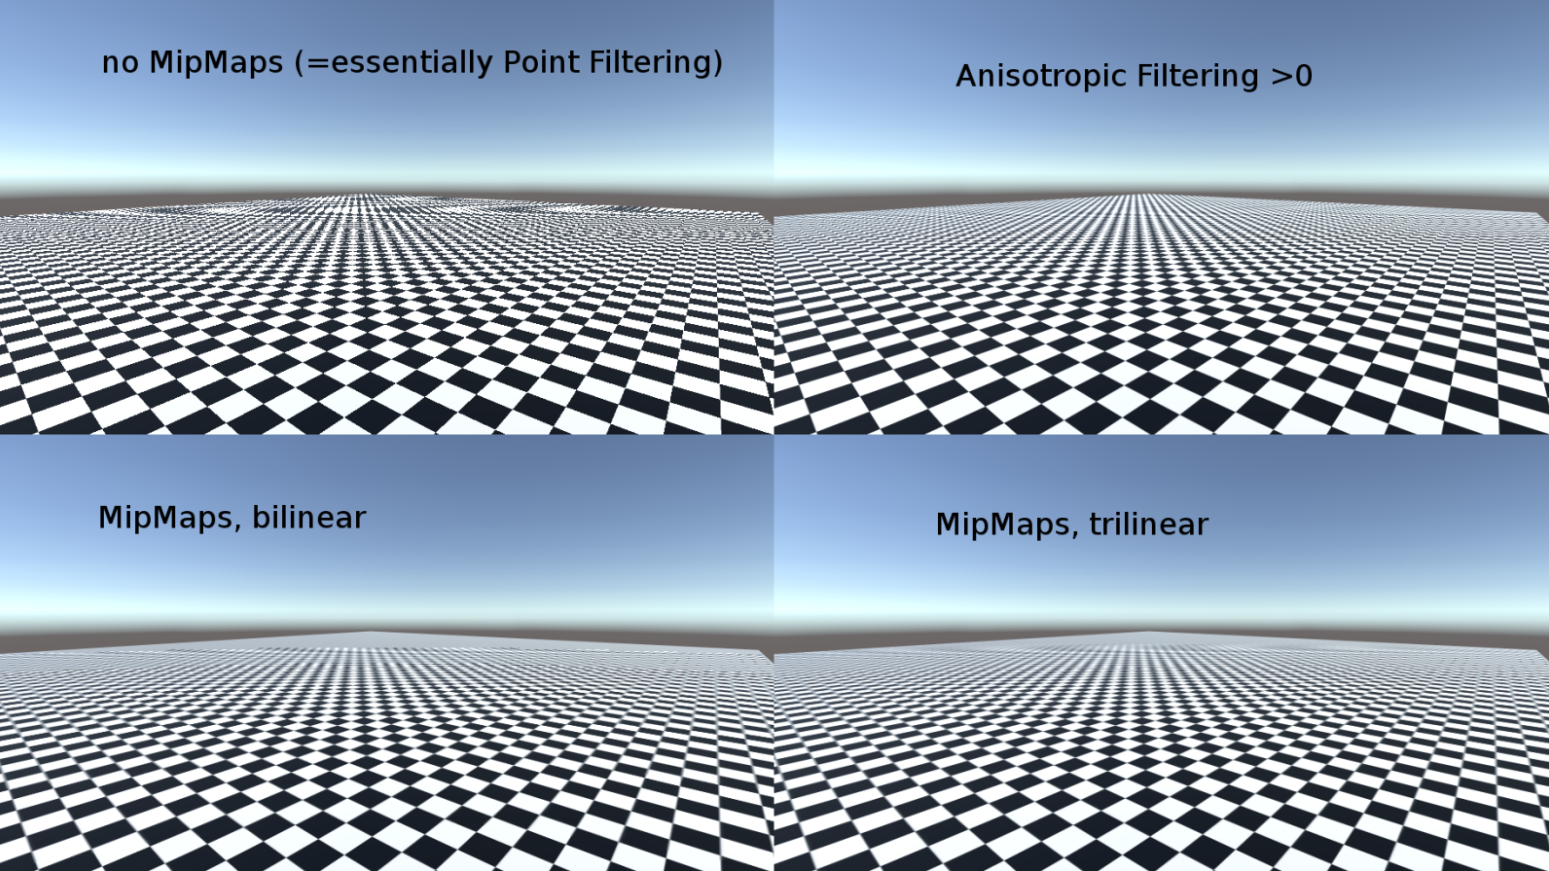 no MipMaps (=essentially Point Filtering)
Anisotropic Filtering >0
MipMaps, bilinear
MipMaps, trilinear